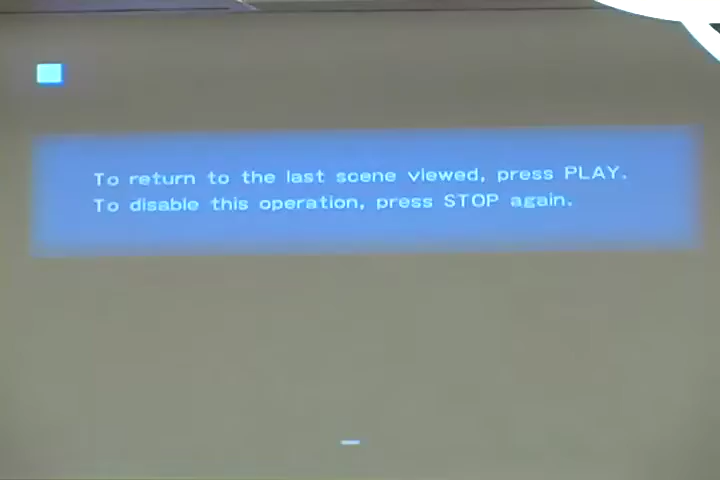 To return to the last scene viewed, press PLAY.
To disable this operation, press STOP again.